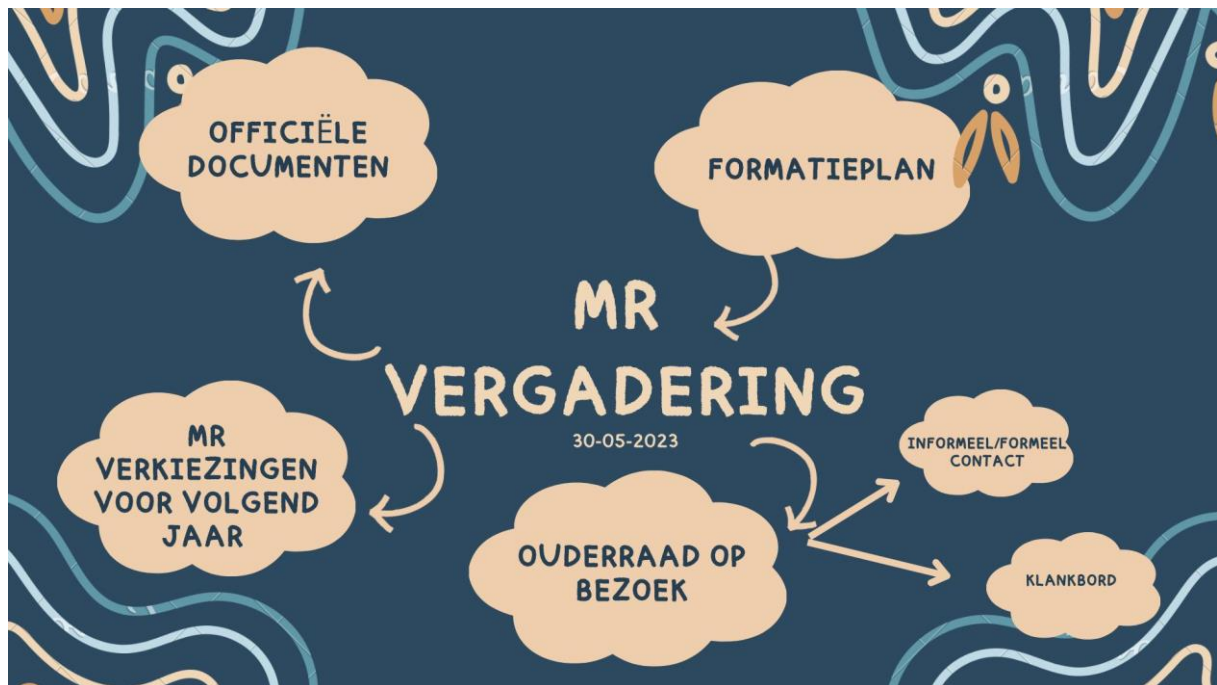 OFFICIËLE
DOCUMENTEN
FORMATIEPLAN
MR
VERGADERING
30-05-2023
MR
VERKIEZINGEN
VOOR VOLGEND
JAAR
OUDERRAAD OP
BEZOEK
INFORMEEL/FORMEEL
CONTACT
KLANKBORD